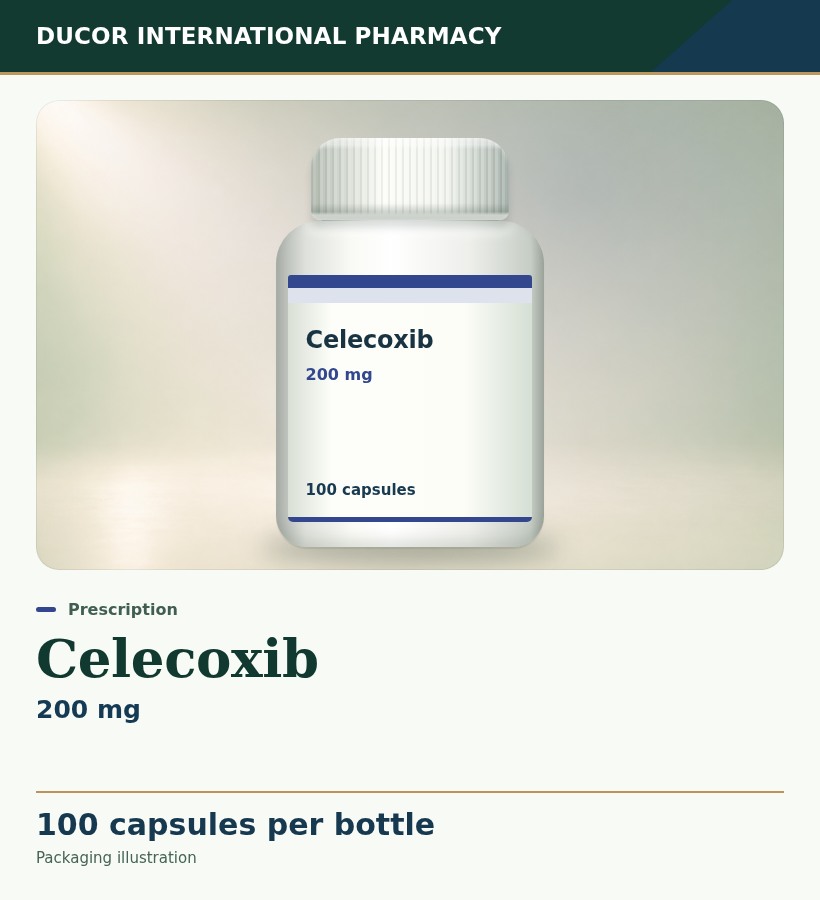 DUCOR INTERNATIONAL PHARMACY
Celecoxib
200 mg
100 capsules
Prescription
Celecoxib
200 mg
100 capsules per bottle
Packaging illustration